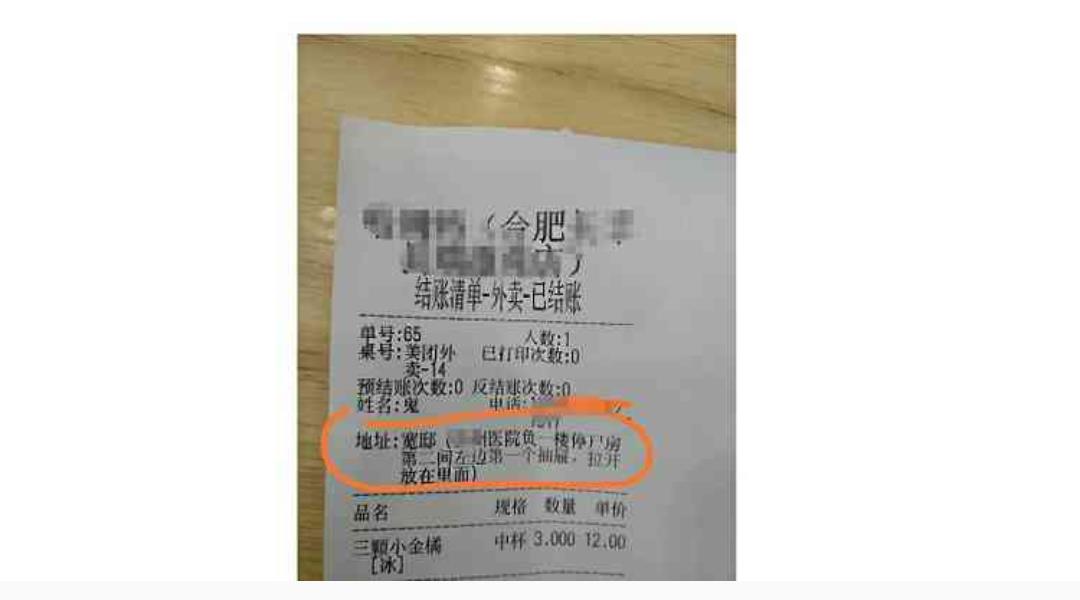 （合肥
店）
结账清单-外卖-已结账
单号:65 人数:1
桌号:美团外 已打印次数:0
卖-14
预结账次数:0 反结账次数:0
姓名:鬼 电话:
地址:宽邸（医院负一楼停尸房
第二间左边第一个抽屉，拉开
放在里面)
品名 规格 数量 单价
三颗小金橘 中杯 3.000 12.00
[冰]